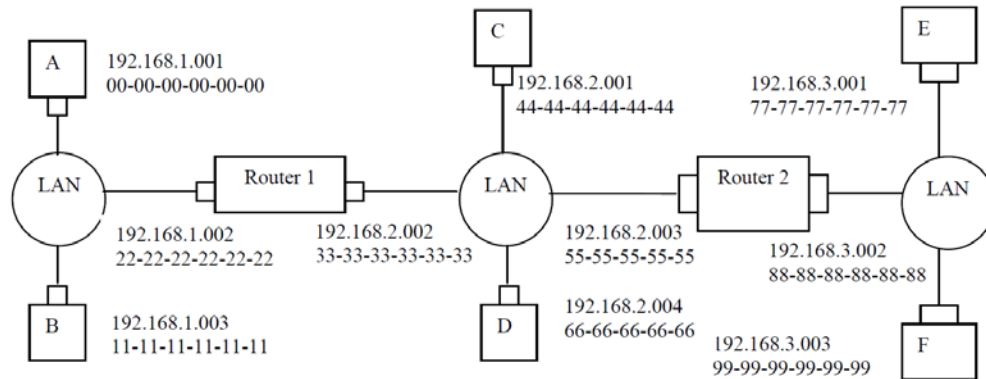 A
192.168.1.001
00-00-00-00-00-00
C
192.168.2.001
44-44-44-44-44-44
E
192.168.3.001
77-77-77-77-77-77
LAN
Router 1
LAN
Router 2
LAN
192.168.1.002
22-22-22-22-22-22
192.168.2.002
33-33-33-33-33-33
192.168.2.003
55-55-55-55-55
192.168.3.002
88-88-88-88-88-88
B
192.168.1.003
11-11-11-11-11-11
D
192.168.2.004
66-66-66-66-66
192.168.3.003
99-99-99-99-99-99
F